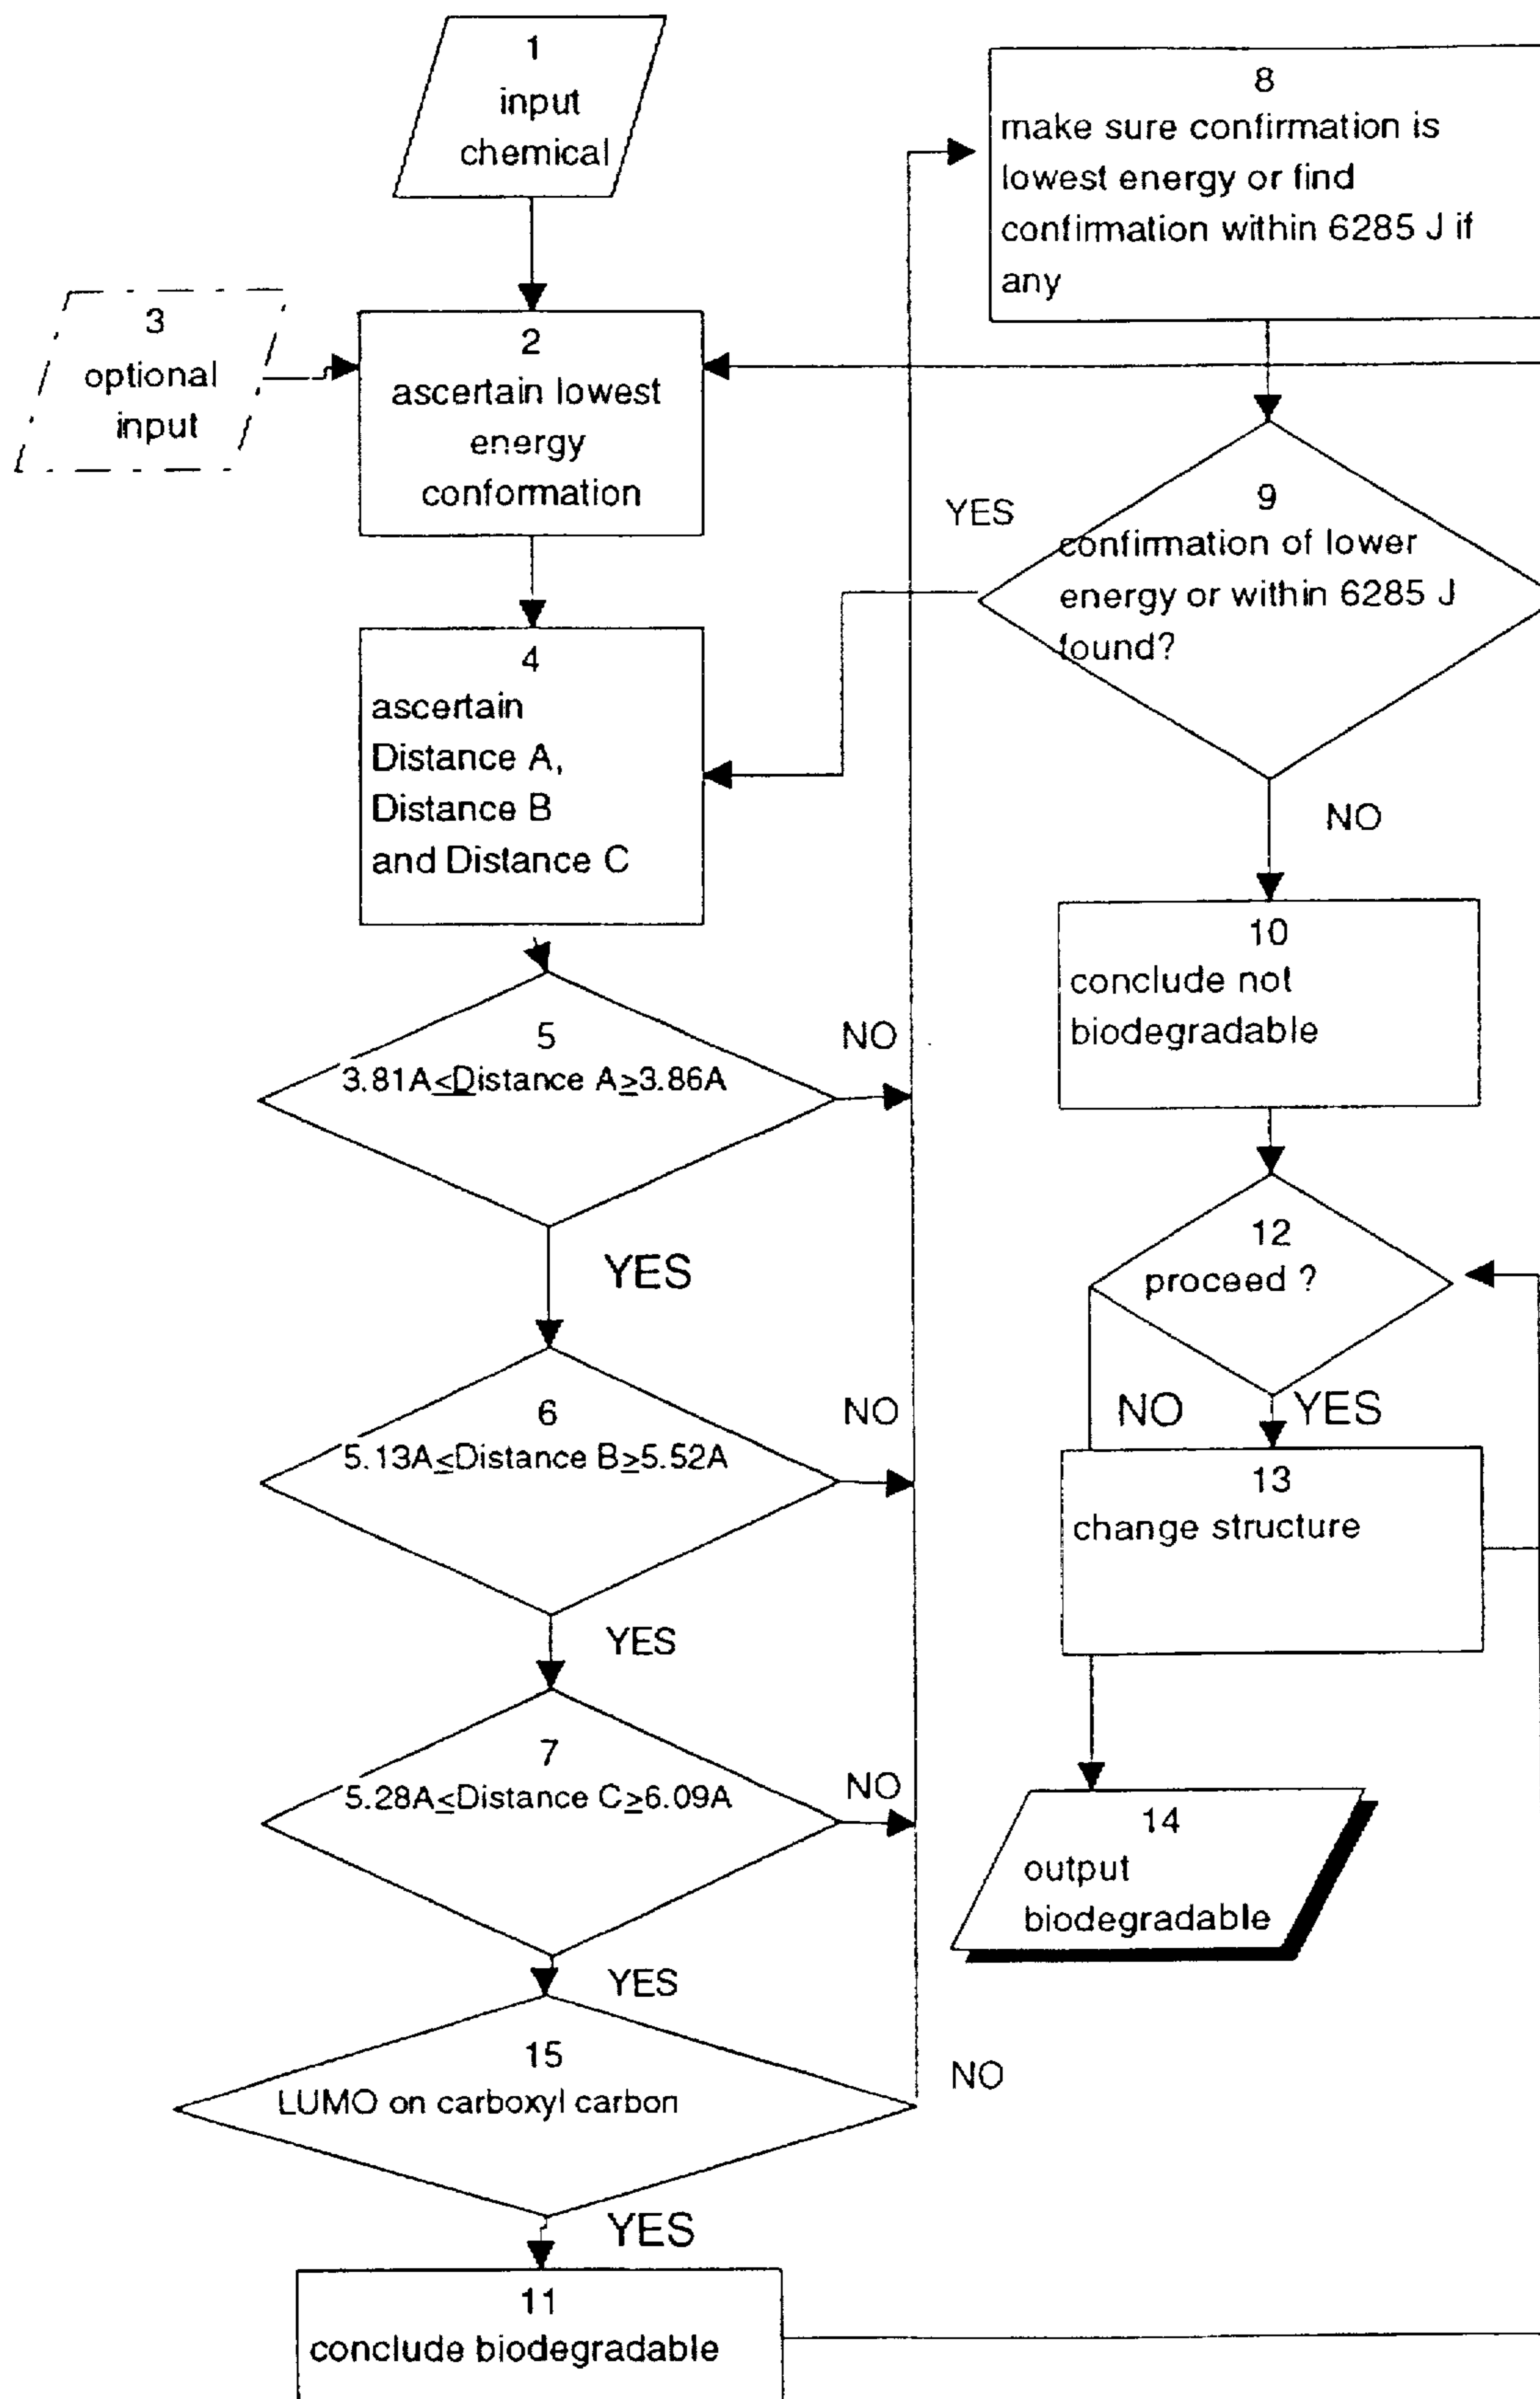 1
input
chemical
3
optional
input
2
ascertain lowest
energy
conformation
4
ascertain
Distance A,
Distance B
and Distance C
5
3.81A≤Distance A≥3.86A
NO
YES
6
5.13A≤Distance B≥5.52A
NO
YES
7
5.28A≤Distance C≥6.09A
NO
YES
15
LUMO on carboxyl carbon
NO
YES
11
conclude biodegradable
8
make sure confirmation is
lowest energy or find
confirmation within 6285 J if
any
YES
9
confirmation of lower
energy or within 6285 J
found?
NO
10
conclude not
biodegradable
12
proceed ?
NO
YES
13
change structure
14
output
biodegradable